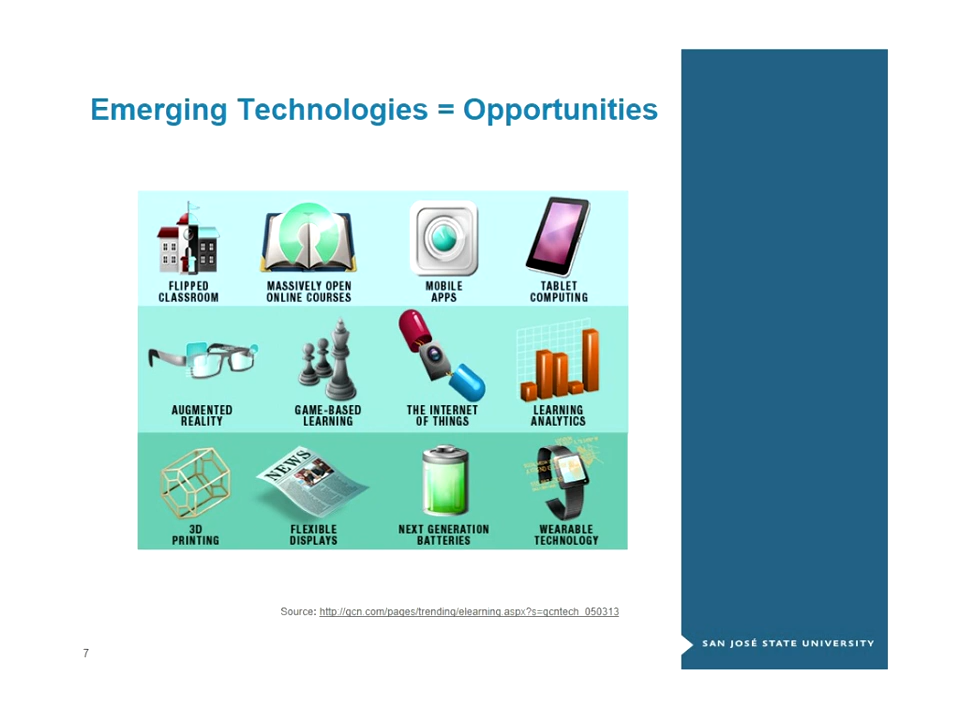 Emerging Technologies = Opportunities
FLIPPED
CLASSROOM
MASSIVELY OPEN
ONLINE COURSES
MOBILE
APPS
TABLET
COMPUTING
AUGMENTED
REALITY
GAME-BASED
LEARNING
THE INTERNET
OF THINGS
LEARNING
ANALYTICS
NEWS
3D
PRINTING
FLEXIBLE
DISPLAYS
NEXT GENERATION
BATTERIES
WEARABLE
TECHNOLOGY
Source: http://gcn.com/pages/trending/elearning.aspx?s=gcntech_050313
7
SAN JOSÉ STATE UNIVERSITY